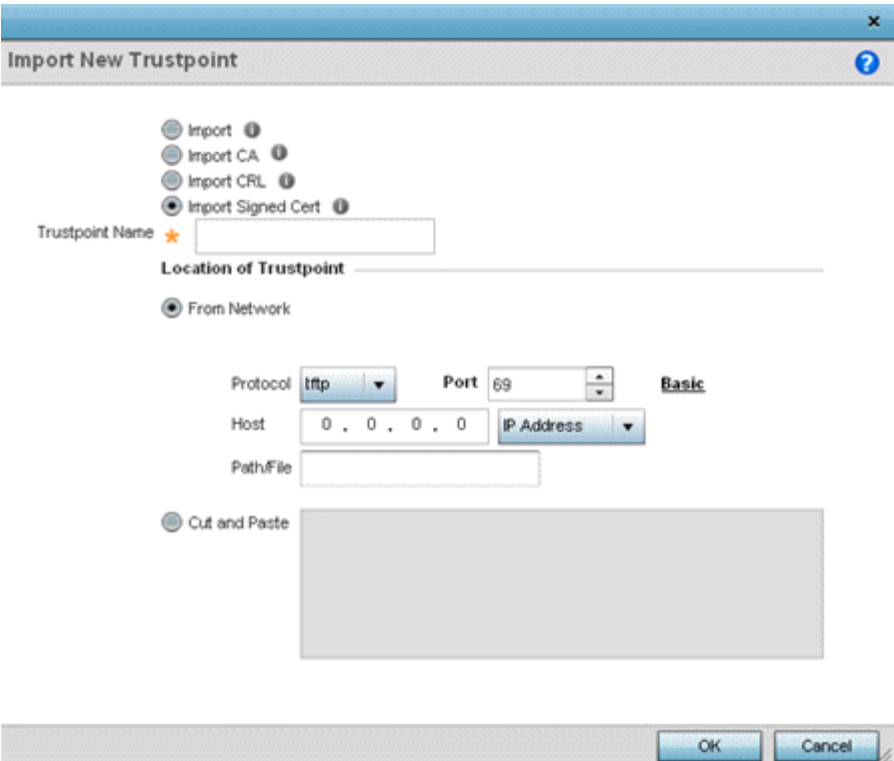 Import New Trustpoint
Import
Import CA
Import CRL
Import Signed Cert
Trustpoint Name *
Location of Trustpoint
From Network
Protocol tftp Port 69 Basic
Host 0 . 0 . 0 . 0 IP Address
Path/File
Cut and Paste
OK Cancel